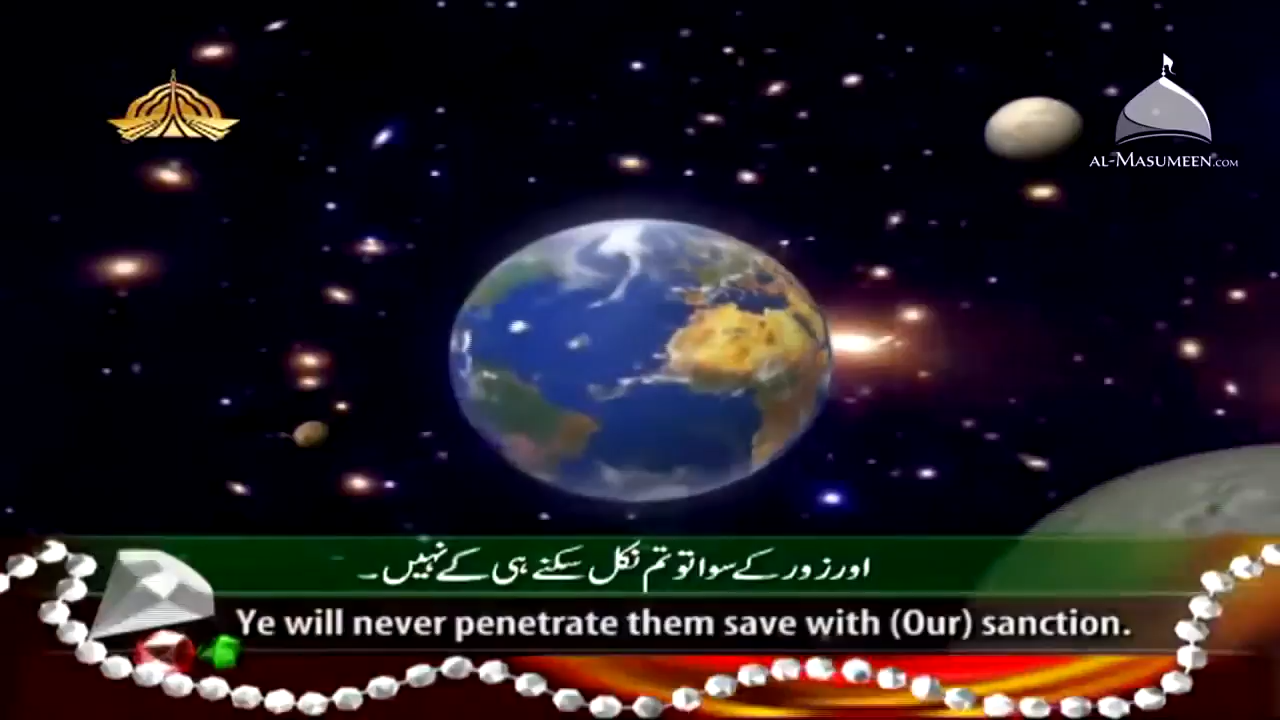 AL-MASUMEEN.COM
اور زور کے سوا تو تم نکل سکنے ہی کے نہیں۔
Ye will never penetrate them save with (Our) sanction.